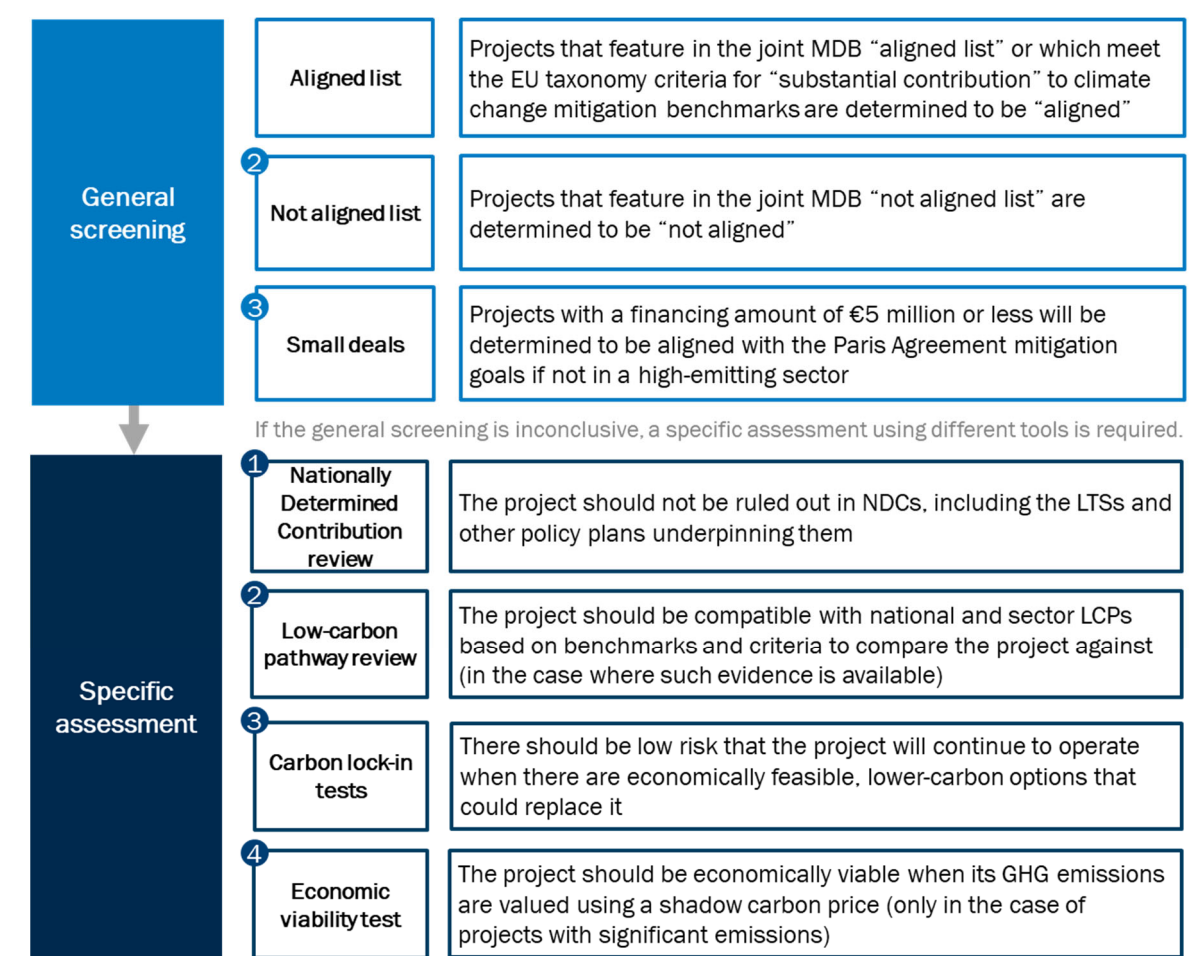 General
screening
Aligned list
Projects that feature in the joint MDB “aligned list” or which meet
the EU taxonomy criteria for “substantial contribution” to climate
change mitigation benchmarks are determined to be “aligned”
2
Not aligned list
Projects that feature in the joint MDB “not aligned list” are
determined to be “not aligned”
3
Small deals
Projects with a financing amount of €5 million or less will be
determined to be aligned with the Paris Agreement mitigation
goals if not in a high-emitting sector
If the general screening is inconclusive, a specific assessment using different tools is required.
Specific
assessment
1
Nationally
Determined
Contribution
review
The project should not be ruled out in NDCs, including the LTSs and
other policy plans underpinning them
2
Low-carbon
pathway review
The project should be compatible with national and sector LCPs
based on benchmarks and criteria to compare the project against
(in the case where such evidence is available)
3
Carbon lock-in
tests
There should be low risk that the project will continue to operate
when there are economically feasible, lower-carbon options that
could replace it
4
Economic
viability test
The project should be economically viable when its GHG emissions
are valued using a shadow carbon price (only in the case of
projects with significant emissions)